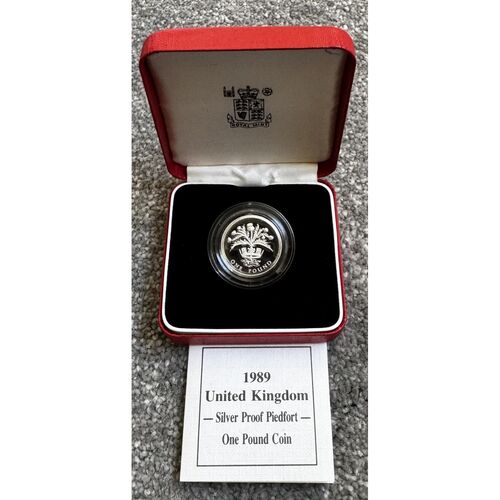 ROYAL MINT
ONE POUND
1989
United Kingdom
— Silver Proof Piedfort —
One Pound Coin